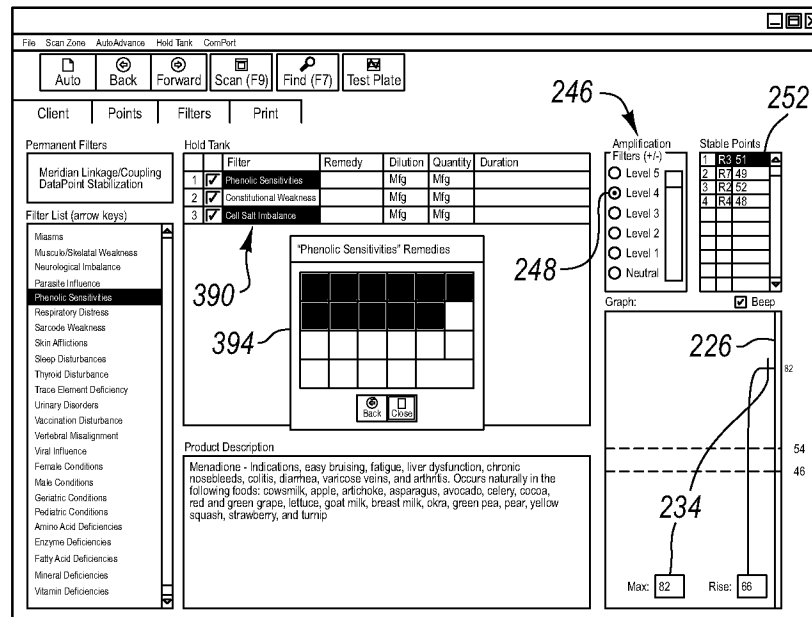 File Scan Zone AutoAdvance Hold Tank ComPort
Auto Back Forward Scan (F9) Find (F7) Test Plate
Client Points Filters Print
246
252
Permanent Filters
Meridian Linkage/Coupling
DataPoint Stabilization
Filter List (arrow keys)
Miasms
Musculo/Skelatal Weakness
Neurological Imbalance
Parasite Influence
Phenolic Sensitivities
Respiratory Distress
Sarcode Weakness
Skin Afflictions
Sleep Disturbances
Thyroid Disturbance
Trace Element Deficiency
Urinary Disorders
Vaccination Disturbance
Vertebral Misalignment
Viral Influence
Female Conditions
Male Conditions
Geriatric Conditions
Pediatric Conditions
Amino Acid Deficiencies
Enzyme Deficiencies
Fatty Acid Deficiencies
Mineral Deficiencies
Vitamin Deficiencies
Hold Tank
Filter Remedy Dilution Quantity Duration
1 Phenolic Sensitivities Mfg Mfg
2 Constitutional Weakness Mfg Mfg
3 Cell Salt Imbalance Mfg Mfg
390
394
"Phenolic Sensitivities" Remedies
Back Close
Product Description
Menadione - Indications, easy bruising, fatigue, liver dysfunction, chronic
nosebleeds, colitis, diarrhea, varicose veins, and arthritis. Occurs naturally in the
following foods: cowsmilk, apple, artichoke, asparagus, avocado, celery, cocoa,
red and green grape, lettuce, goat milk, breast milk, okra, green pea, pear, yellow
squash, strawberry, and turnip
Amplification
Filters (+/-)
Level 5
Level 4
Level 3
Level 2
Level 1
Neutral
248
Stable Points
1 R3 51
2 R7 49
3 R2 52
4 R4 48
Graph: Beep
226
82
54
46
234
Max: 82 Rise: 66